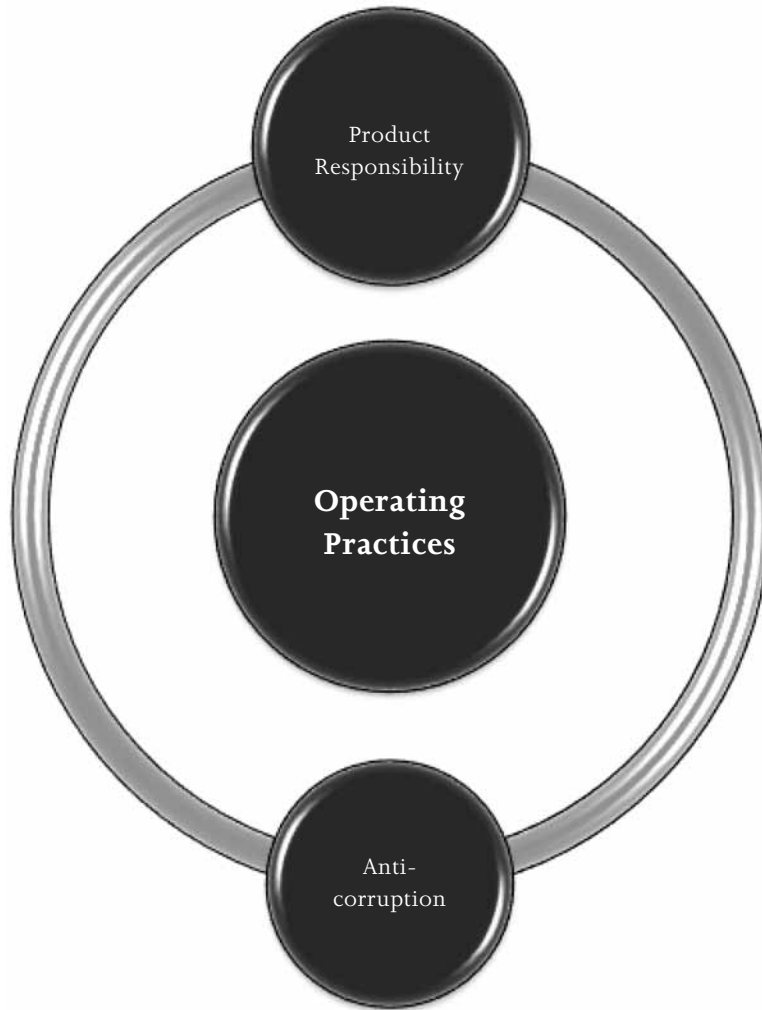 Product
Responsibility
Operating
Practices
Anti-
corruption